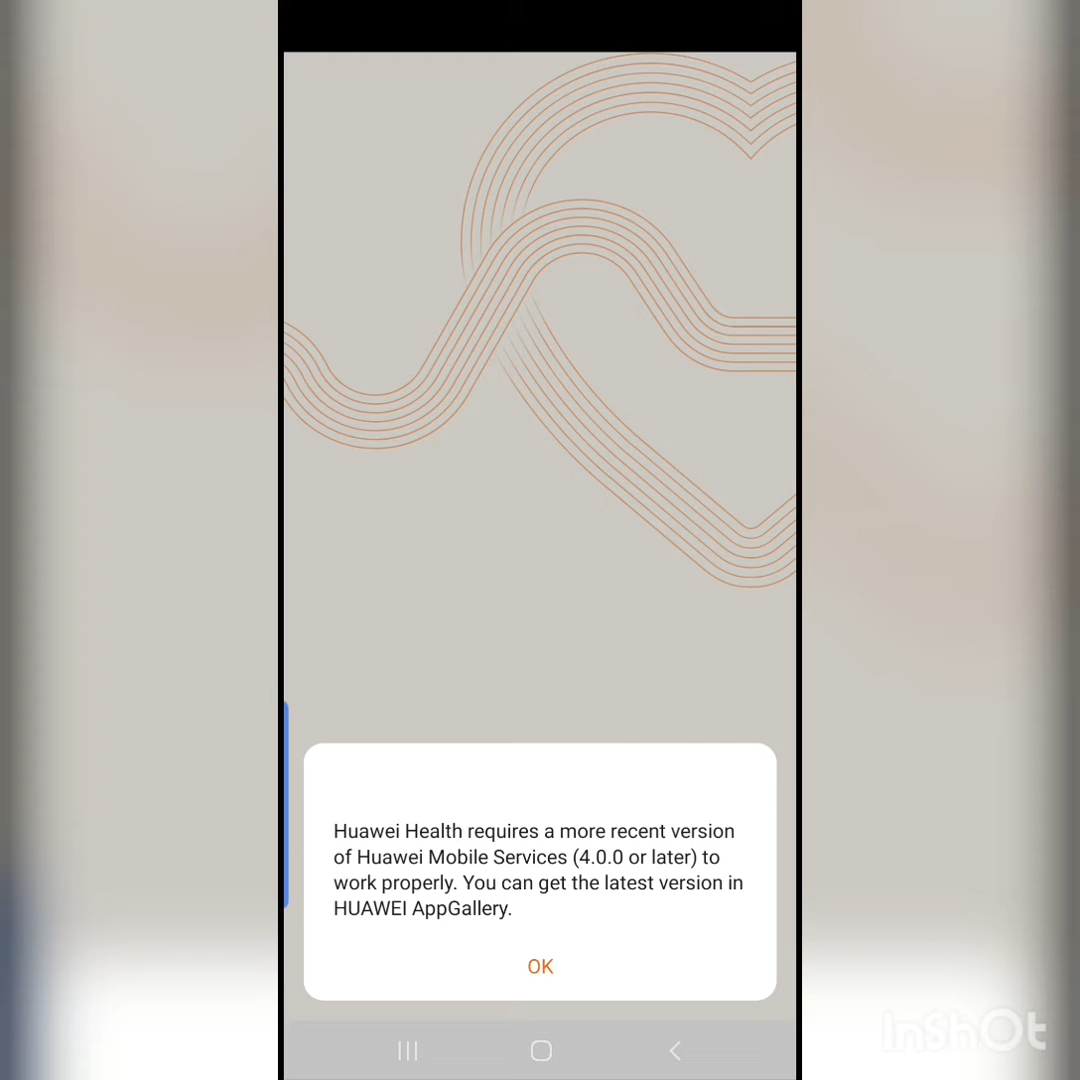 Huawei Health requires a more recent version
of Huawei Mobile Services (4.0.0 or later) to
work properly. You can get the latest version in
HUAWEI AppGallery.
OK
InShOt